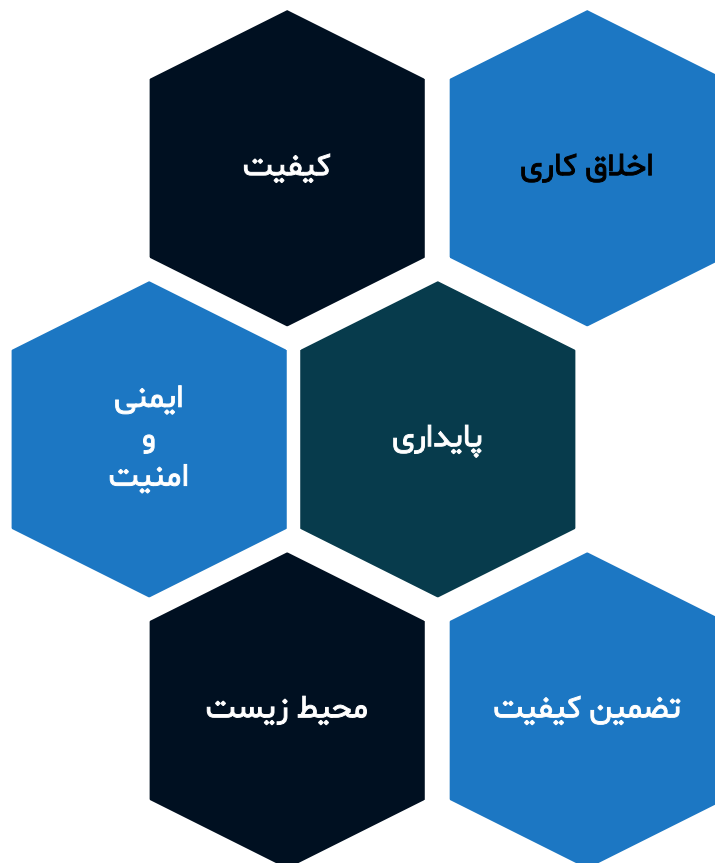 اخلاق کاری
کیفیت
پایداری
ایمنی
و
امنیت
تضمین کیفیت
محیط زیست